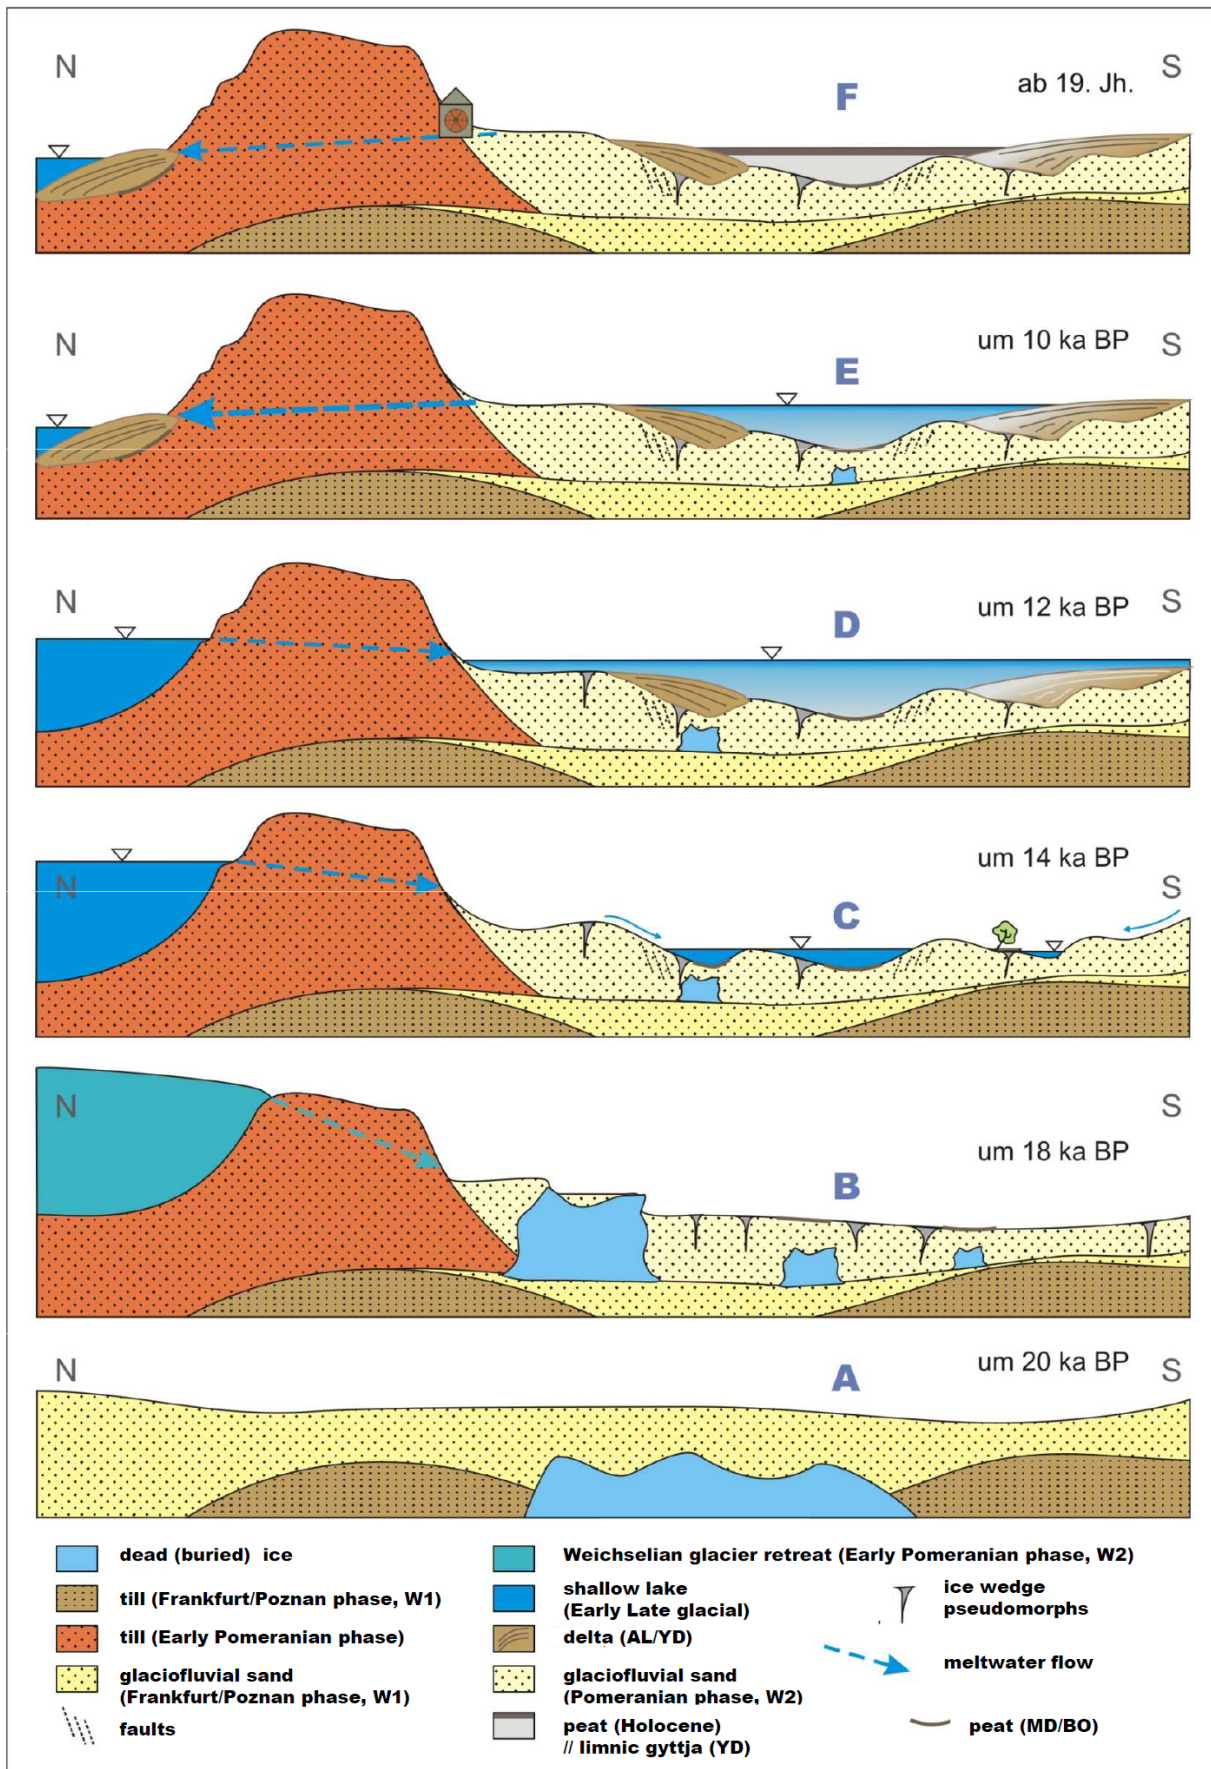 N
F
ab 19. Jh.
S
N
E
um 10 ka BP
S
N
D
um 12 ka BP
S
N
C
um 14 ka BP
S
N
B
um 18 ka BP
S
N
A
um 20 ka BP
S
dead (buried) ice
till (Frankfurt/Poznan phase, W1)
till (Early Pomeranian phase)
glaciofluvial sand
(Frankfurt/Poznan phase, W1)
faults
Weichselian glacier retreat (Early Pomeranian phase, W2)
shallow lake
(Early Late glacial)
delta (AL/YD)
glaciofluvial sand
(Pomeranian phase, W2)
peat (Holocene)
// limnic gyttja (YD)
ice wedge
pseudomorphs
meltwater flow
peat (MD/BO)